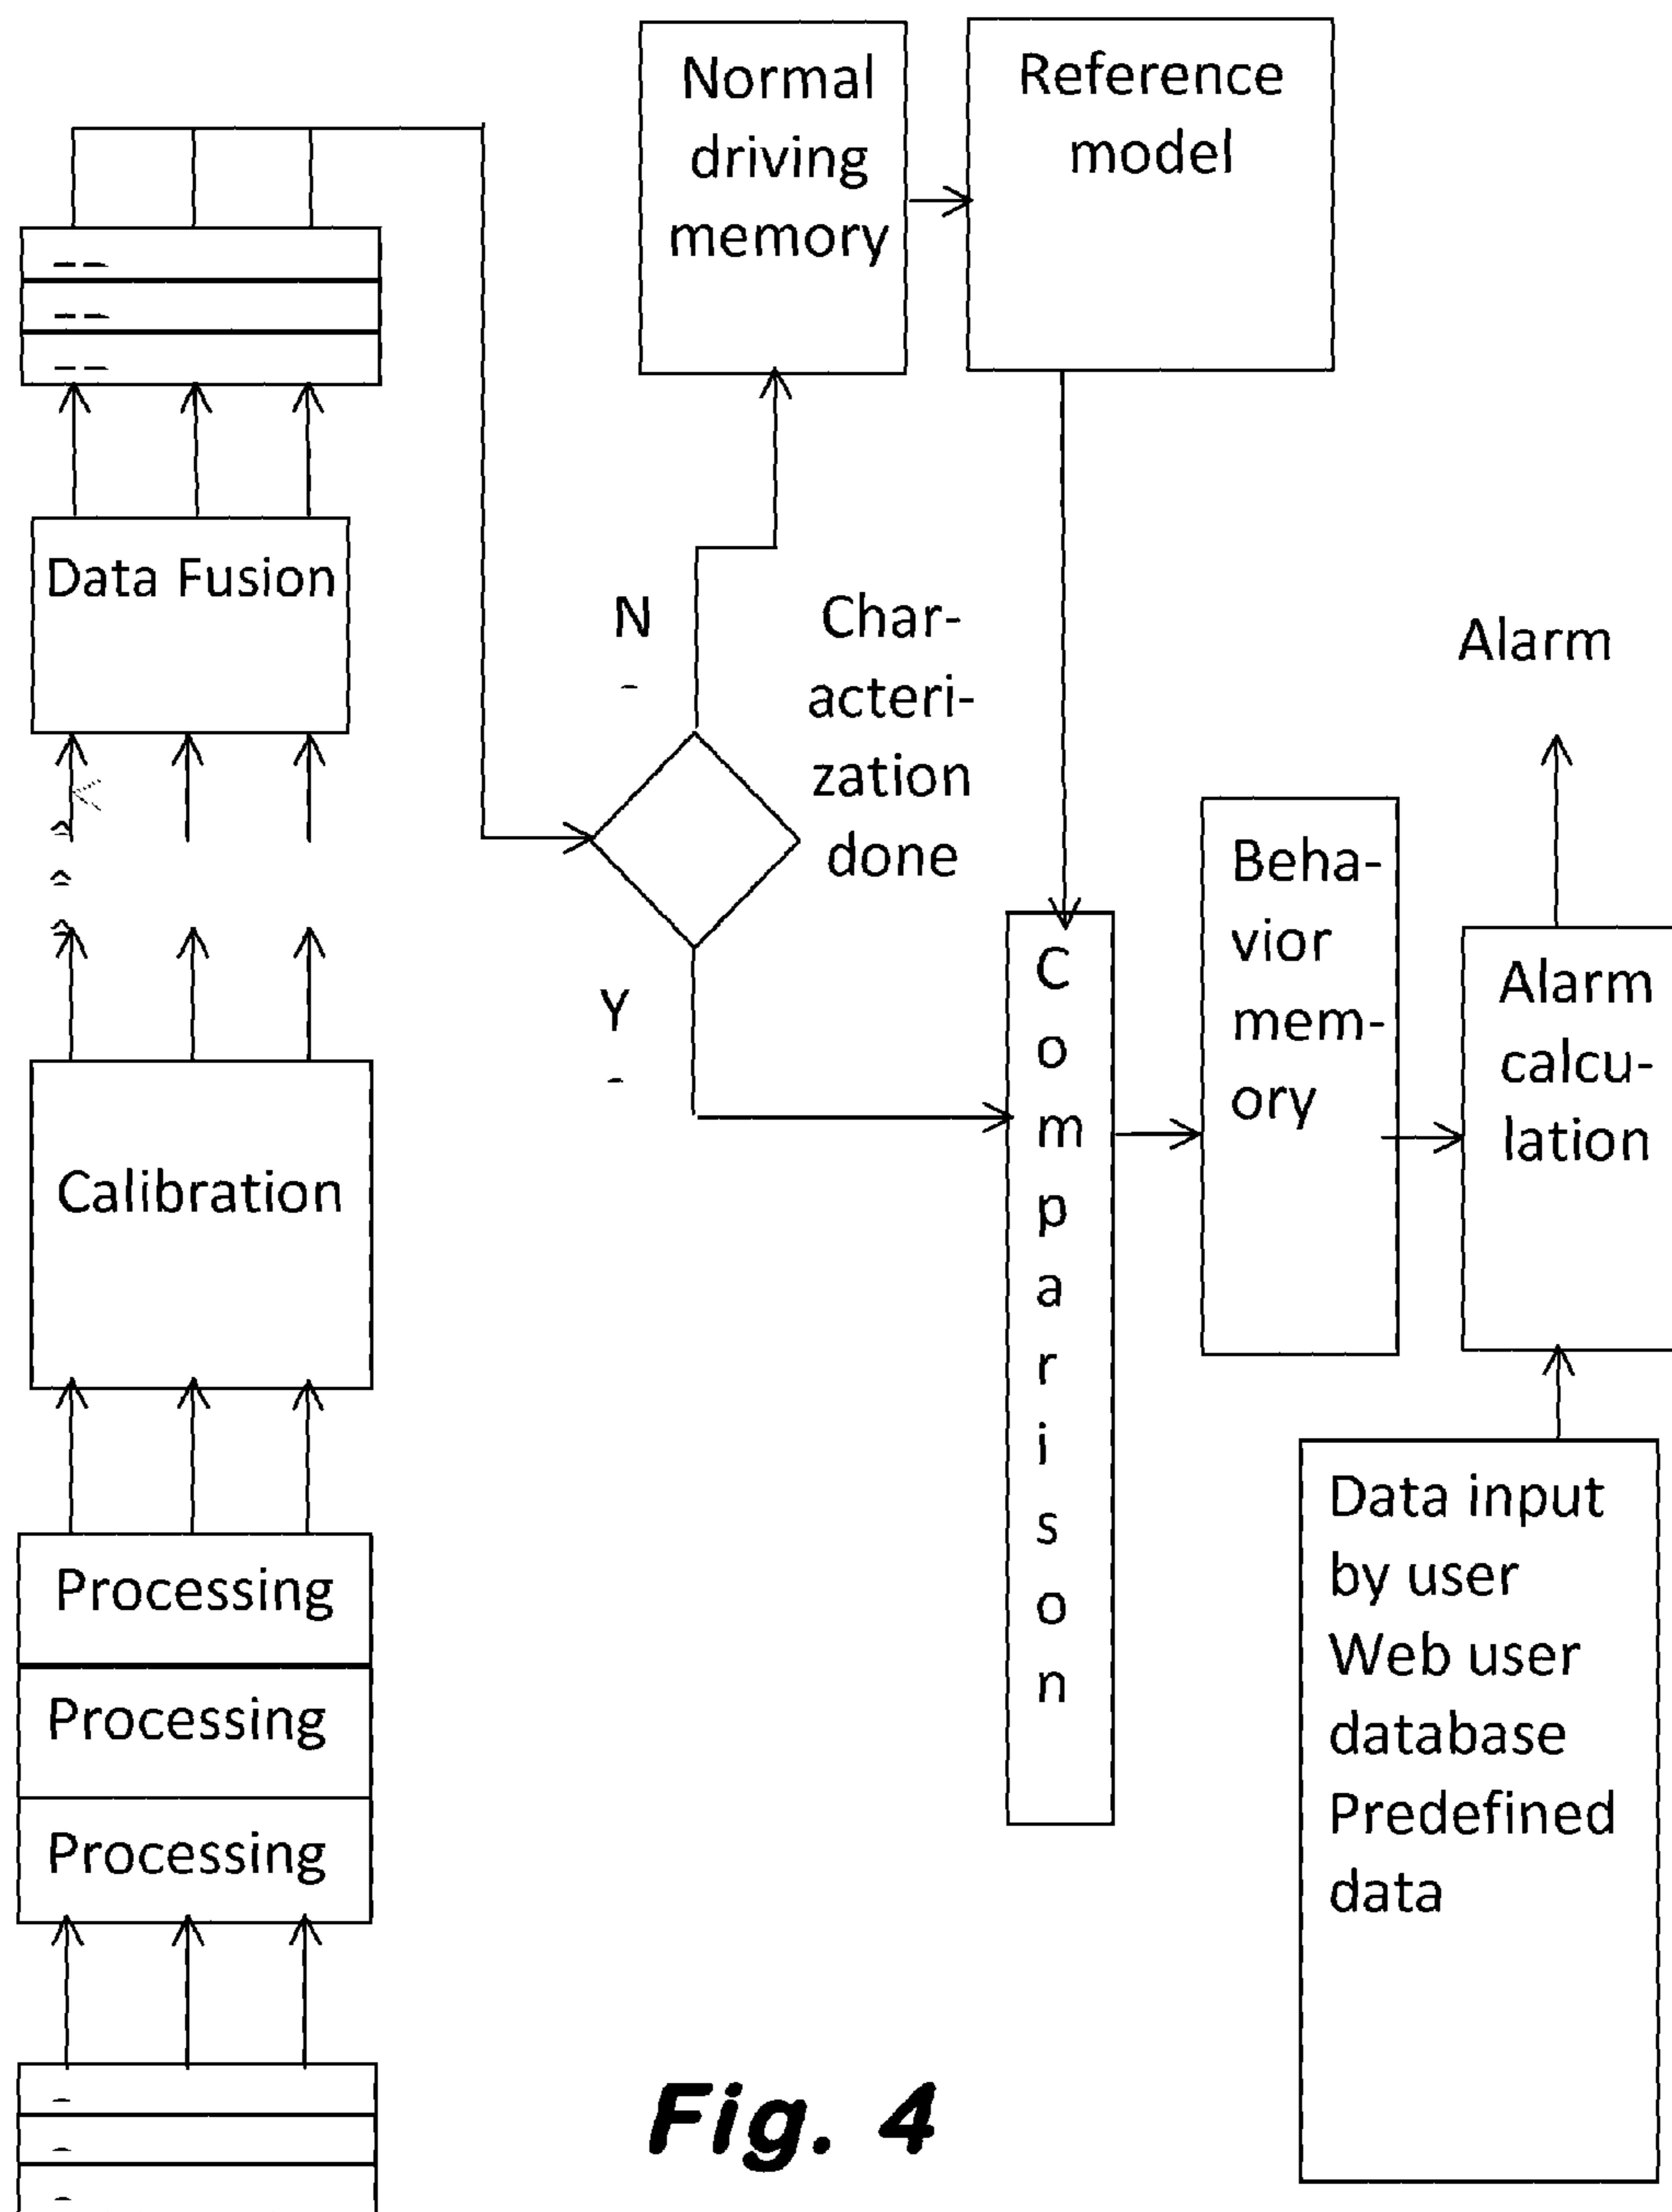 Normal
driving
memory
Reference
model
Data Fusion
N
Char-
acteri-
zation
done
Alarm
Y
Calibration
C
o
m
p
a
r
i
s
o
n
Beha-
vior
mem-
ory
Alarm
calcu-
lation
Processing
Processing
Processing
Data input
by user
Web user
database
Predefined
data
Fig. 4